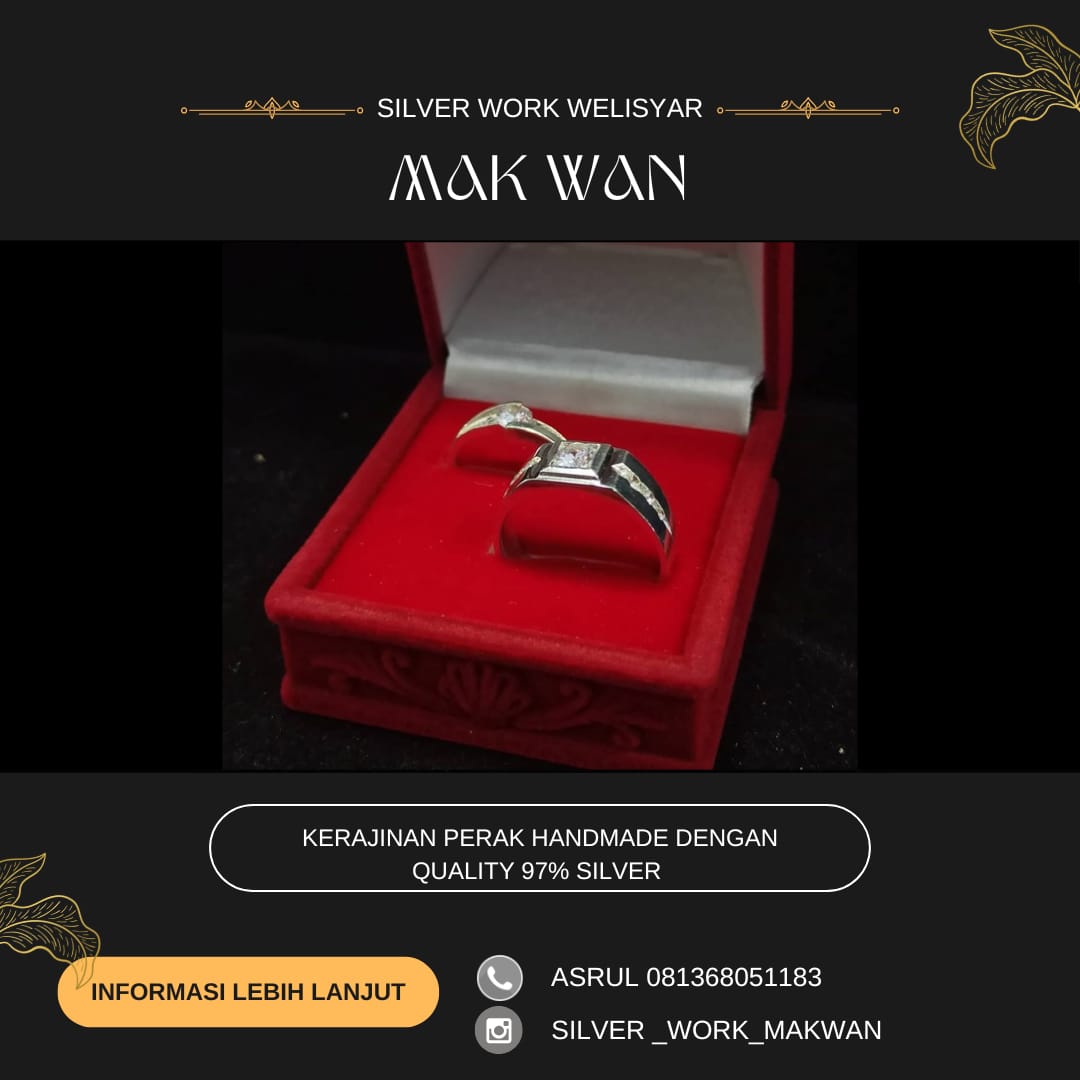 SILVER WORK WELISYAR
MAK WAN
KERAJINAN PERAK HANDMADE DENGAN
QUALITY 97% SILVER
INFORMASI LEBIH LANJUT
ASRUL 081368051183
SILVER _WORK_MAKWAN